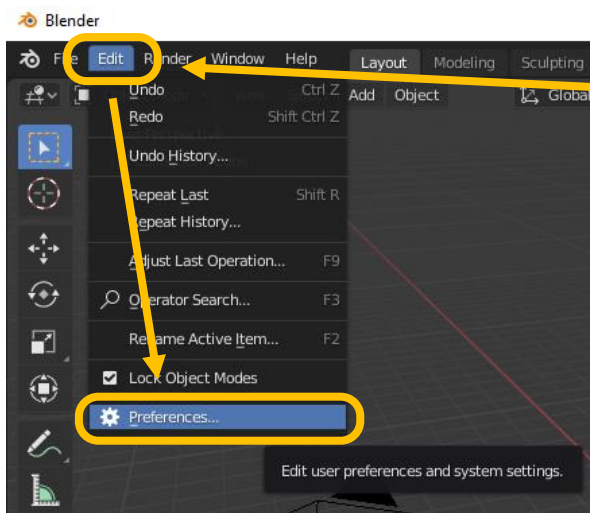 Blender
File Edit Render Window Help Layout Modeling Sculpting
Add Object Global
Undo Ctrl Z
Redo Shift Ctrl Z
Undo History...
Repeat Last Shift R
Repeat History...
Adjust Last Operation... F9
Operator Search... F3
Rename Active Item... F2
Lock Object Modes
Preferences...
Edit user preferences and system settings.